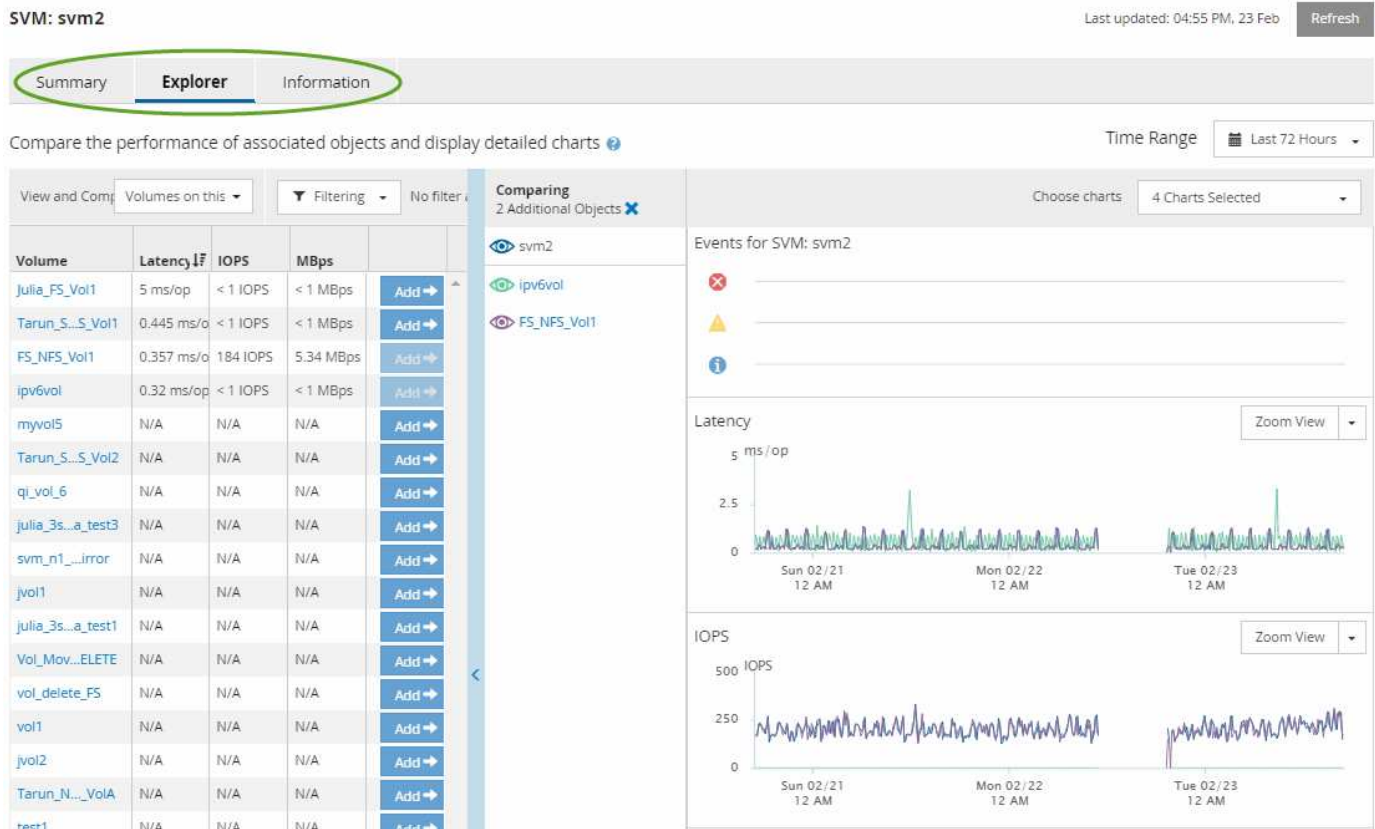 SVM: svm2
Last updated: 04:55 PM, 23 Feb
Refresh
Summary
Explorer
Information
Compare the performance of associated objects and display detailed charts
Time Range
Last 72 Hours
View and Comp
Volumes on this
Filtering
No filter
Volume Latency IOPS MBps
Julia_FS_Vol1 5 ms/op < 1 IOPS < 1 MBps Add
Tarun_S...S_Vol1 0.445 ms/o < 1 IOPS < 1 MBps Add
FS_NFS_Vol1 0.357 ms/o 184 IOPS 5.34 MBps Add
ipv6vol 0.32 ms/op < 1 IOPS < 1 MBps Add
myvol5 N/A N/A N/A Add
Tarun_S...S_Vol2 N/A N/A N/A Add
qi_vol_6 N/A N/A N/A Add
julia_3s...a_test3 N/A N/A N/A Add
svm_n1_...irror N/A N/A N/A Add
jvol1 N/A N/A N/A Add
julia_3s...a_test1 N/A N/A N/A Add
Vol_Mov...ELETE N/A N/A N/A Add
vol_delete_FS N/A N/A N/A Add
vol1 N/A N/A N/A Add
jvol2 N/A N/A N/A Add
Tarun_N..._VolA N/A N/A N/A Add
test1 N/A N/A N/A Add
Comparing
2 Additional Objects
svm2
ipv6vol
FS_NFS_Vol1
Choose charts
4 Charts Selected
Events for SVM: svm2
Latency
Zoom View
ms/op
5
2.5
0
Sun 02/21 Mon 02/22 Tue 02/23
12 AM 12 AM 12 AM
IOPS
Zoom View
IOPS
500
250
0
Sun 02/21 Mon 02/22 Tue 02/23
12 AM 12 AM 12 AM